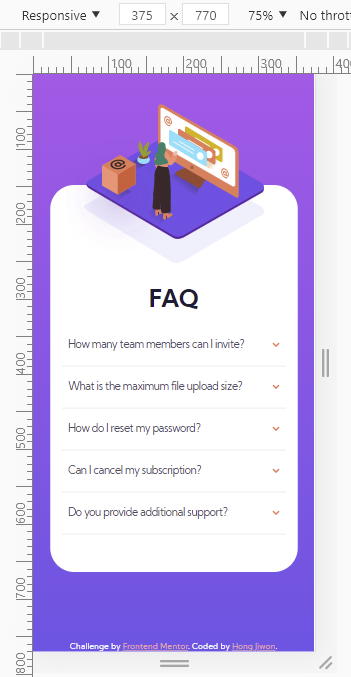 Responsive ▼ 375 × 770 75% ▼ No thrott
100 200 300 400
100
200
300
400
500
600
700
800
FAQ
How many team members can I invite?
What is the maximum file upload size?
How do I reset my password?
Can I cancel my subscription?
Do you provide additional support?
Challenge by Frontend Mentor. Coded by Hong Jiwon.